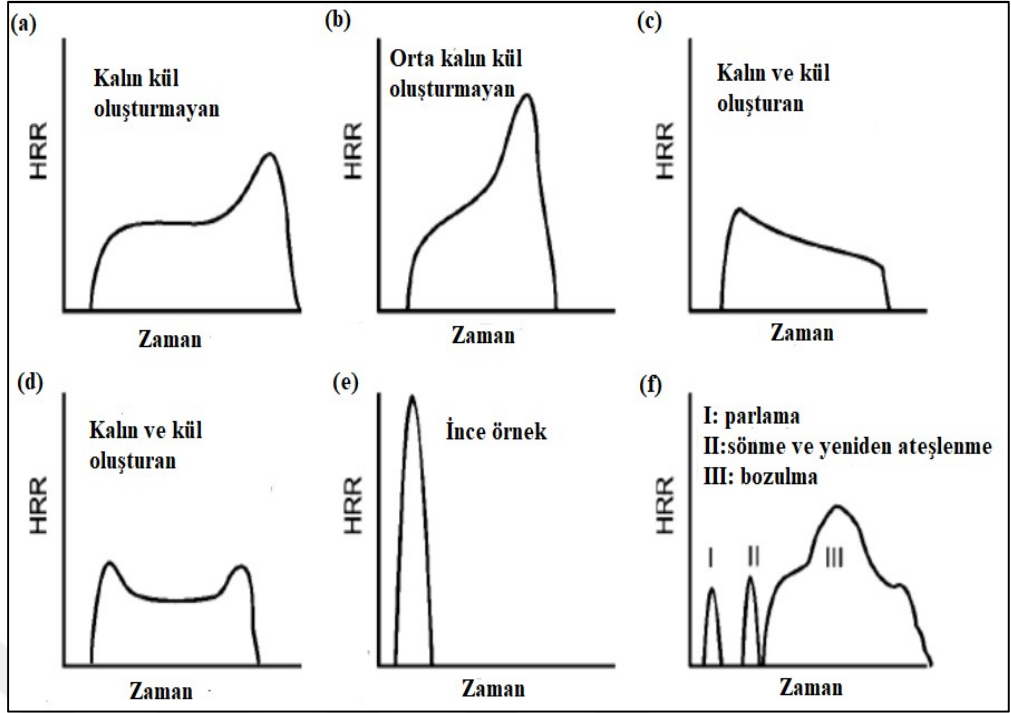 (a)
Kalın kül
oluşturmayan
HRR
Zaman
(b)
Orta kalın kül
oluşturmayan
HRR
Zaman
(c)
Kalın ve kül
oluşturan
HRR
Zaman
(d)
Kalın ve kül
oluşturan
HRR
Zaman
(e)
İnce örnek
HRR
Zaman
(f)
I: parlama
II:sönme ve yeniden ateşlenme
III: bozulma
HRR
I
II
III
Zaman